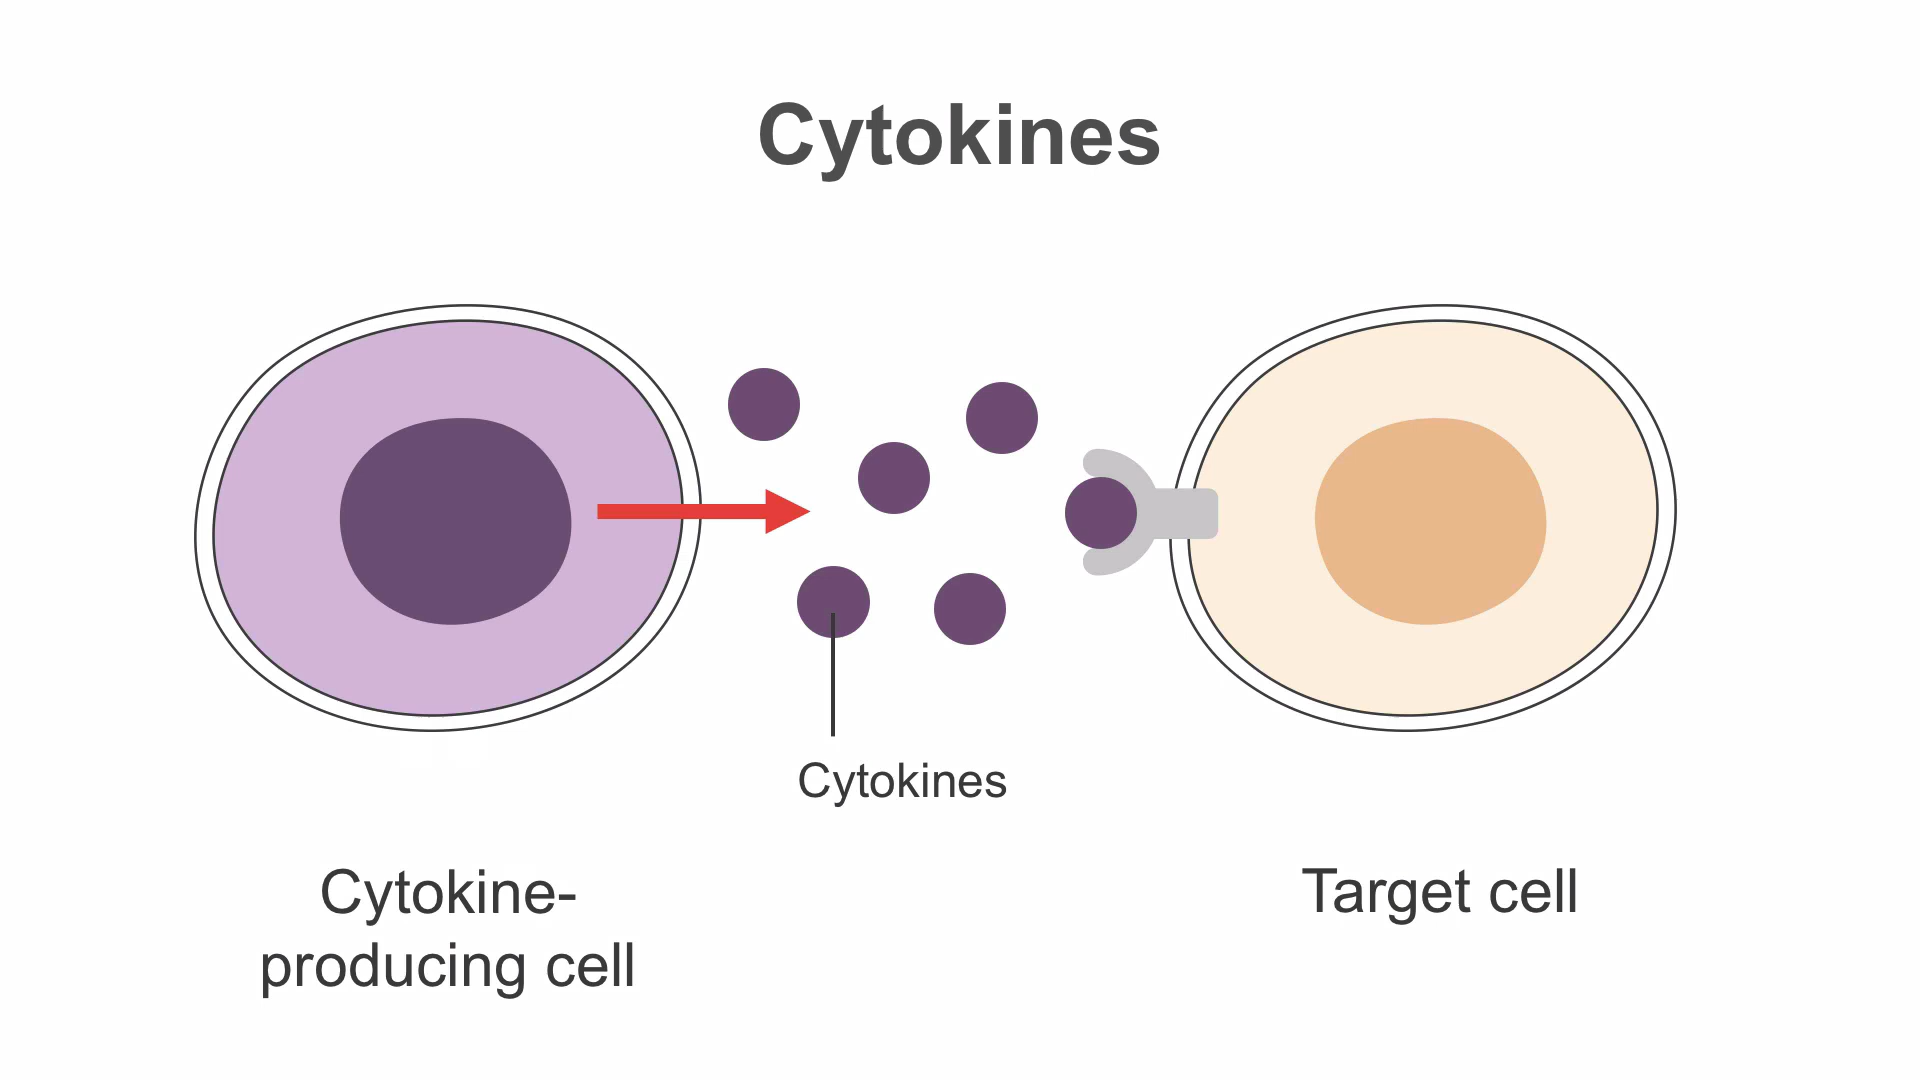 Cytokines
Cytokines
Cytokine-
producing cell
Target cell